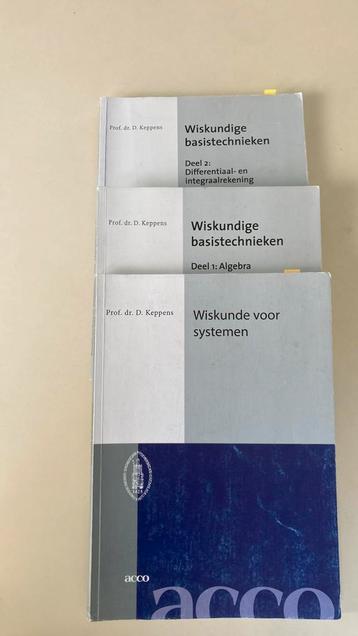 Prof. dr. D. Keppens
Wiskundige
basistechnieken
Deel 2:
Differentiaal- en
integraalrekening
Prof. dr. D. Keppens
Wiskundige
basistechnieken
Deel 1: Algebra
Prof. dr. D. Keppens
Wiskunde voor
systemen
acco
acco